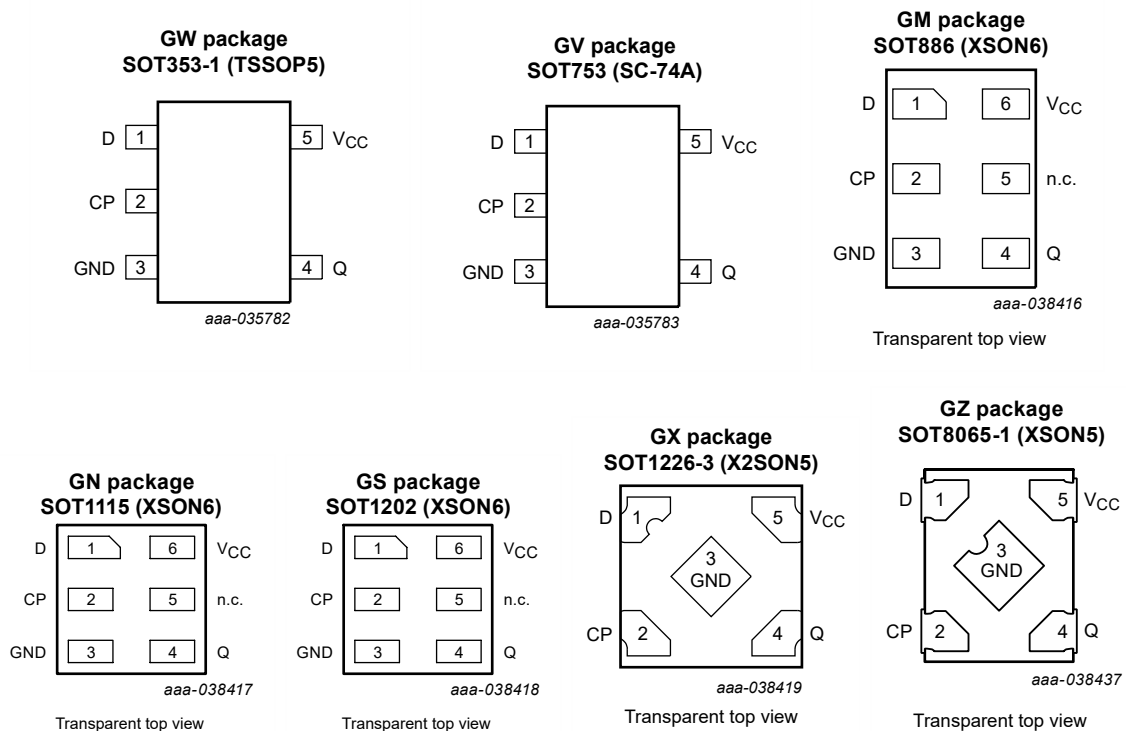 GW package
SOT353-1 (TSSOP5)
D 1 5 VCC
CP 2
GND 3 4 Q
aaa-035782
GV package
SOT753 (SC-74A)
D 1 5 VCC
CP 2
GND 3 4 Q
aaa-035783
GM package
SOT886 (XSON6)
D 1 6 VCC
CP 2 5 n.c.
GND 3 4 Q
aaa-038416
Transparent top view
GN package
SOT1115 (XSON6)
D 1 6 VCC
CP 2 5 n.c.
GND 3 4 Q
aaa-038417
Transparent top view
GS package
SOT1202 (XSON6)
D 1 6 VCC
CP 2 5 n.c.
GND 3 4 Q
aaa-038418
Transparent top view
GX package
SOT1226-3 (X2SON5)
D 1 5 VCC
3
GND
CP 2 4 Q
aaa-038419
Transparent top view
GZ package
SOT8065-1 (XSON5)
D 1 5 VCC
3
GND
CP 2 4 Q
aaa-038437
Transparent top view